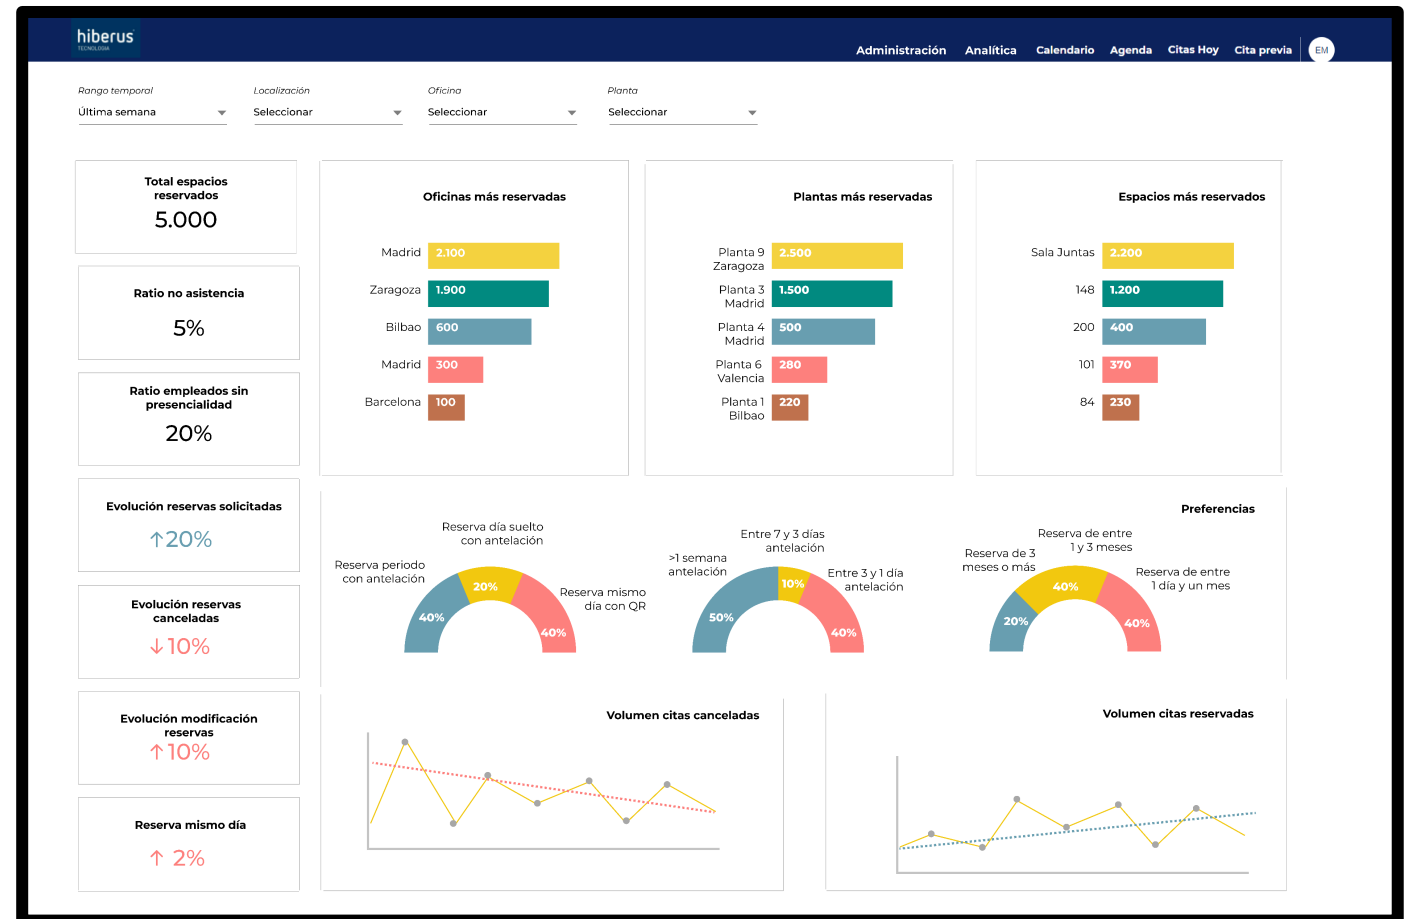 hiberus
TECNOLOGÍA
Administración
Analítica
Calendario
Agenda
Citas Hoy
Cita previa
EM
Rango temporal
Localización
Oficina
Planta
Última semana
Seleccionar
Seleccionar
Seleccionar
Total espacios
reservados
5.000
Ratio no asistencia
5%
Ratio empleados sin
presencialidad
20%
Evolución reservas solicitadas
↑20%
Evolución reservas
canceladas
↓10%
Evolución modificación
reservas
↑10%
Reserva mismo día
↑ 2%
Oficinas más reservadas
Madrid 2.100
Zaragoza 1.900
Bilbao 600
Madrid 300
Barcelona 100
Plantas más reservadas
Planta 9 2.500
Zaragoza
Planta 3 1.500
Madrid
Planta 4 500
Madrid
Planta 6 280
Valencia
Planta 1 220
Bilbao
Espacios más reservados
Sala Juntas 2.200
148 1.200
200 400
101 370
84 230
Preferencias
Reserva día suelto
con antelación
Reserva periodo
con antelación
Reserva mismo
día con QR
20%
40%
40%
Entre 7 y 3 días
antelación
>1 semana
antelación
Entre 3 y 1 día
antelación
10%
50%
40%
Reserva de entre
1 y 3 meses
Reserva de 3
meses o más
Reserva de entre
1 día y un mes
40%
20%
40%
Volumen citas canceladas
Volumen citas reservadas